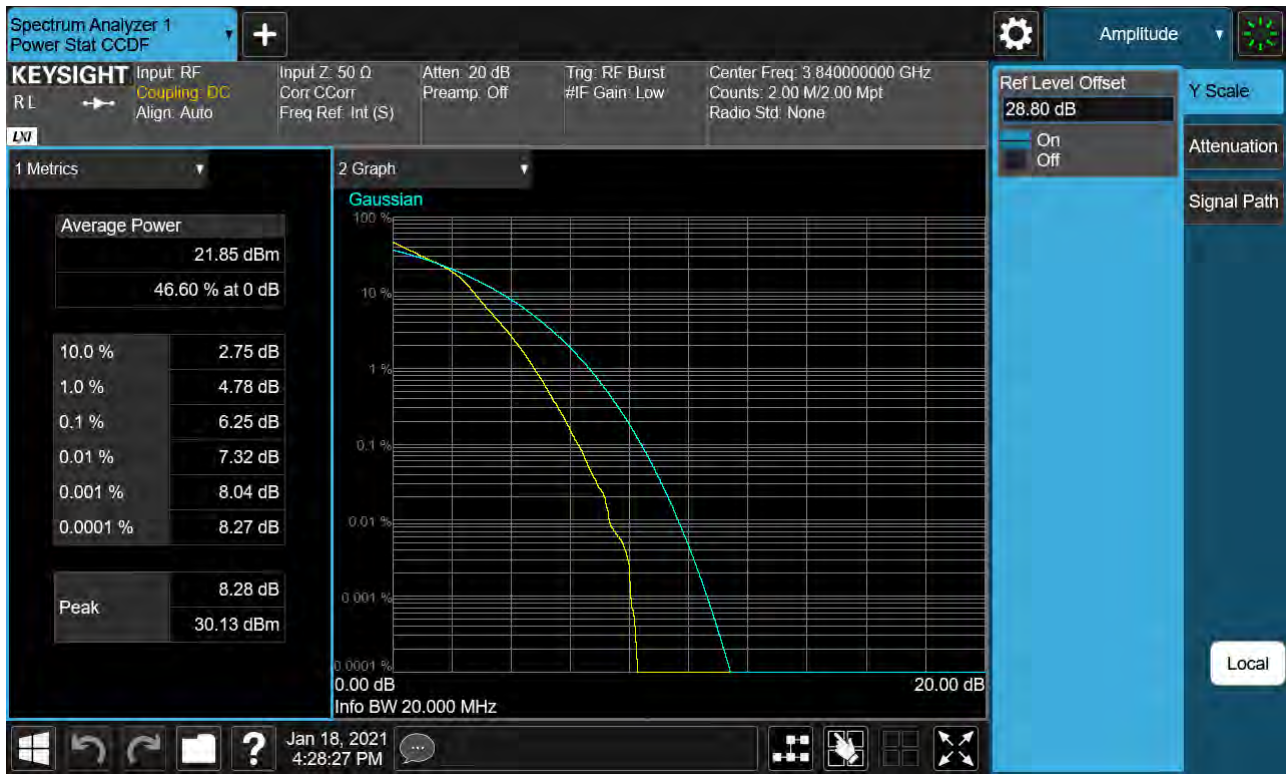 Spectrum Analyzer 1
Power Stat CCDF
+
Amplitude
KEYSIGHT
RL
LXI
Input: RF
Coupling: DC
Align: Auto
Input Z: 50 Ω
Corr CCorr
Freq Ref: Int (S)
Atten: 20 dB
Preamp: Off
Trig: RF Burst
#IF Gain: Low
Center Freq: 3.840000000 GHz
Counts: 2.00 M/2.00 Mpt
Radio Std: None
Ref Level Offset
28.80 dB
On
Off
Y Scale
Attenuation
Signal Path
Local
1 Metrics
Average Power
21.85 dBm
46.60 % at 0 dB
10.0 % 2.75 dB
1.0 % 4.78 dB
0.1 % 6.25 dB
0.01 % 7.32 dB
0.001 % 8.04 dB
0.0001 % 8.27 dB
Peak 8.28 dB
30.13 dBm
2 Graph
Gaussian
100 %
10 %
1 %
0.1 %
0.01 %
0.001 %
0.0001 %
0.00 dB 20.00 dB
Info BW 20.000 MHz
?
Jan 18, 2021
4:28:27 PM